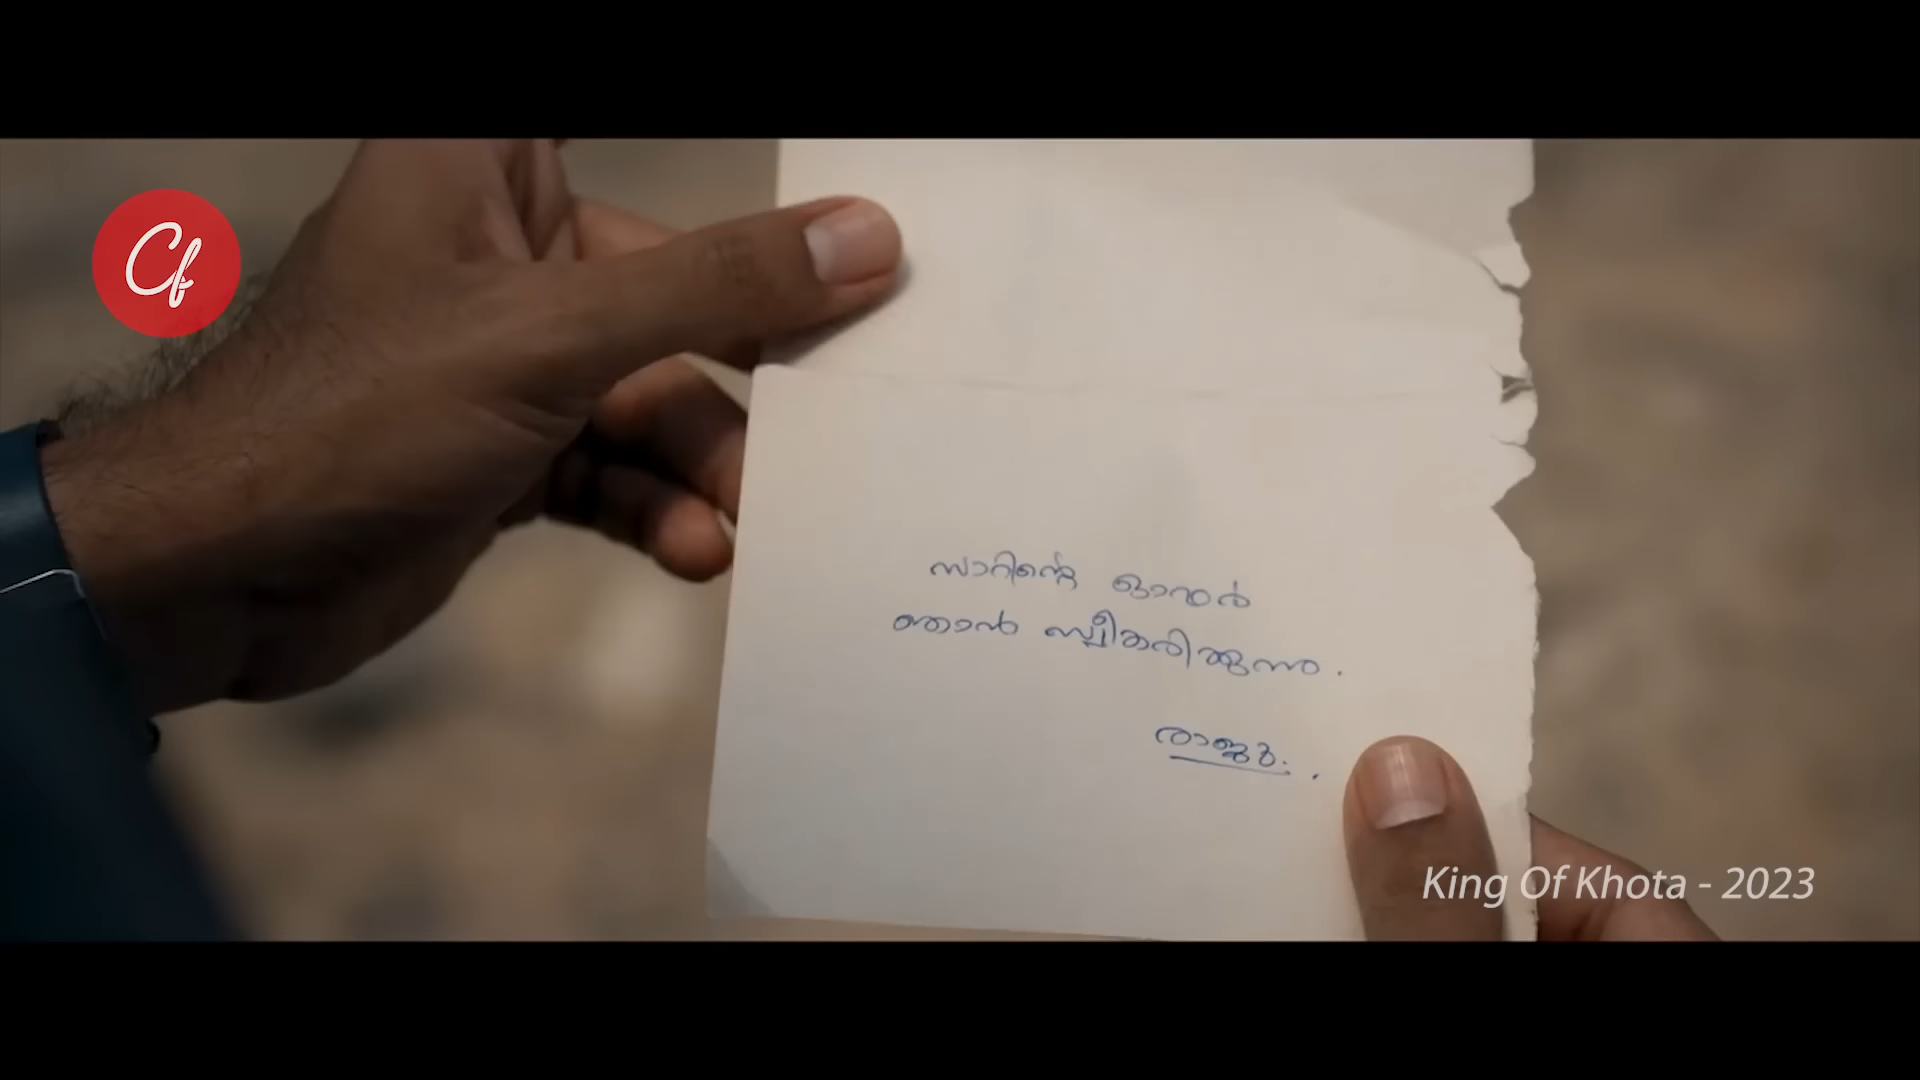 Cf
സാറിന്റെ ഓഫർ
ഞാൻ സ്വീകരിക്കുന്നു.
രാജു.
King Of Khota - 2023